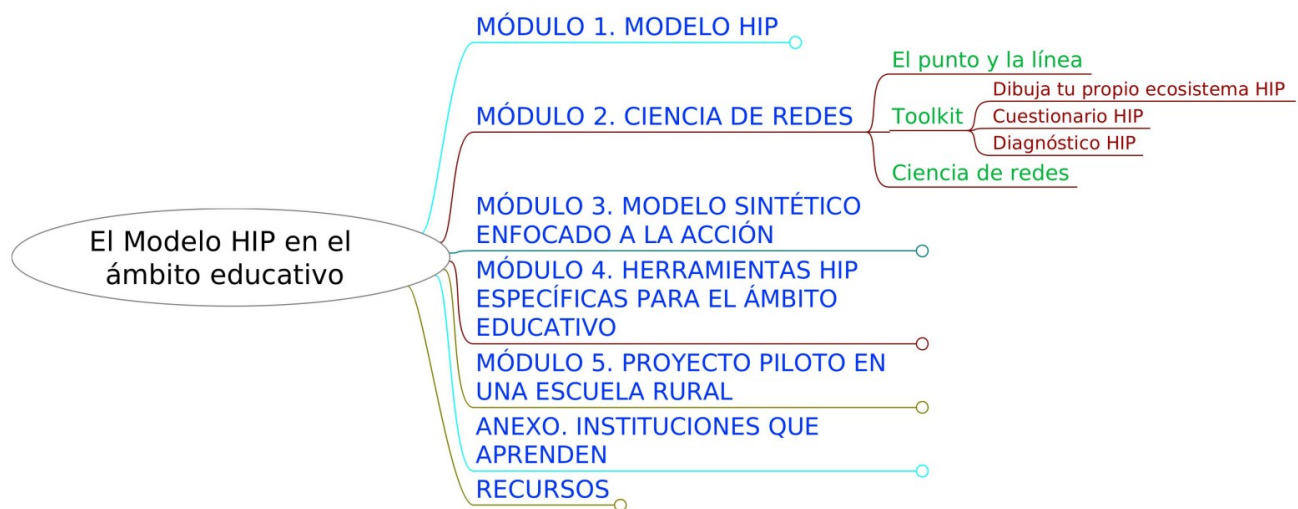 El Modelo HIP en el
ámbito educativo
MÓDULO 1. MODELO HIP
MÓDULO 2. CIENCIA DE REDES
El punto y la línea
Toolkit
Dibuja tu propio ecosistema HIP
Cuestionario HIP
Diagnóstico HIP
Ciencia de redes
MÓDULO 3. MODELO SINTÉTICO
ENFOCADO A LA ACCIÓN
MÓDULO 4. HERRAMIENTAS HIP
ESPECÍFICAS PARA EL ÁMBITO
EDUCATIVO
MÓDULO 5. PROYECTO PILOTO EN
UNA ESCUELA RURAL
ANEXO. INSTITUCIONES QUE
APRENDEN
RECURSOS